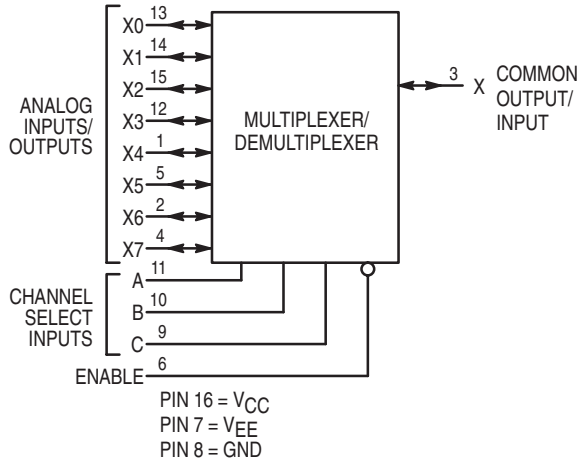 X0 13
X1 14
X2 15
X3 12
X4 1
X5 5
X6 2
X7 4
ANALOG
INPUTS/
OUTPUTS
MULTIPLEXER/
DEMULTIPLEXER
3 X COMMON
OUTPUT/
INPUT
A 11
B 10
C 9
CHANNEL
SELECT
INPUTS
ENABLE 6
PIN 16 = VCC
PIN 7 = VEE
PIN 8 = GND